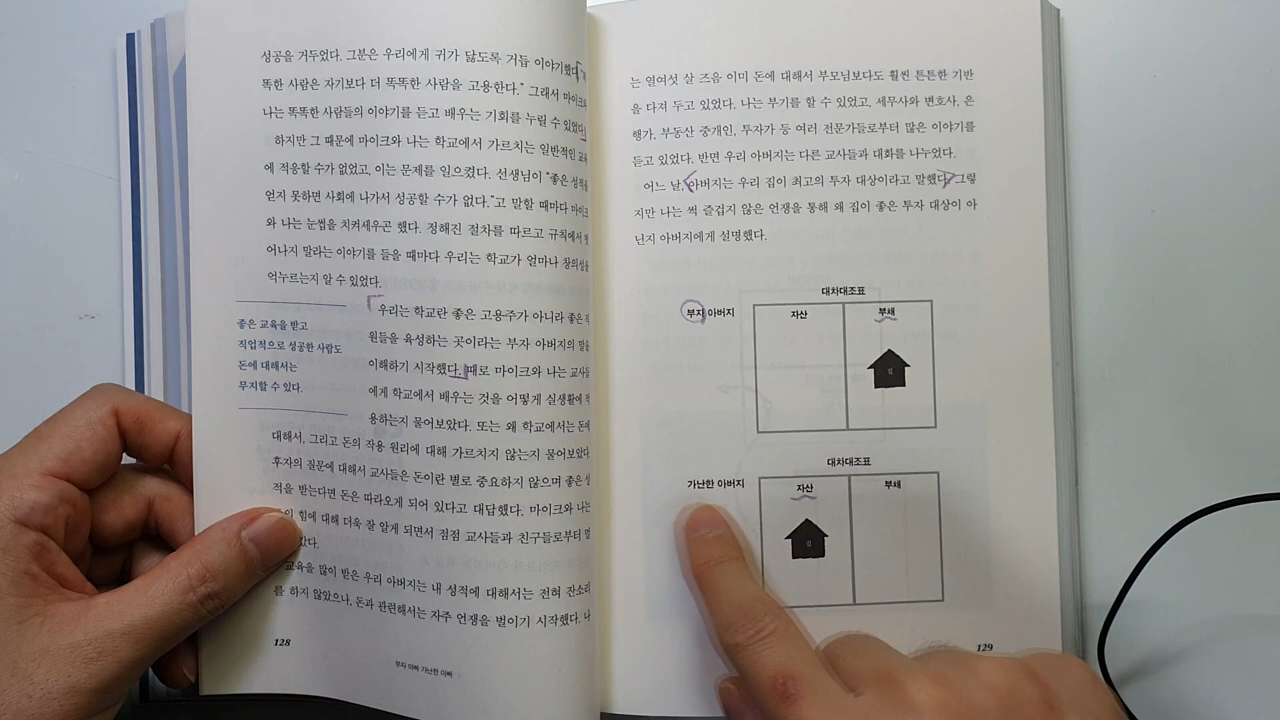 성공을 거두었다. 그분은 우리에게 귀가 닳도록 거듭 이야기했다.
똑한 사람은 자기보다 더 똑똑한 사람을 고용한다.” 그래서 마이크와
나는 똑똑한 사람들의 이야기를 듣고 배우는 기회를 누릴 수 있었다.
하지만 그 때문에 마이크와 나는 학교에서 가르치는 일반적인
에 적응할 수가 없었고, 이는 문제를 일으켰다. 선생님이 “좋은 성적을
얻지 못하면 사회에 나가서 성공할 수가 없다.”고 말할 때마다 마이크
와 나는 눈썹을 치켜세우곤 했다. 정해진 절차를 따르고 규칙에서
어나지 말라는 이야기를 들을 때마다 우리는 학교가 얼마나 창의성을
억누르는지 알 수 있었다.
우리는 학교란 좋은 고용주가 아니라 좋은
원들을 육성하는 곳이라는 부자 아버지의 말을
이해하기 시작했다. 때로 마이크와 나는 교사들
에게 학교에서 배우는 것을 어떻게 실생활에 적
용하는지 물어보았다. 또는 왜 학교에서는 돈에
좋은 교육을 받고
직업적으로 성공한 사람도
돈에 대해서는
무지할 수 있다.
대해서, 그리고 돈의 작용 원리에 대해 가르치지 않는지 물어보았다.
후자의 질문에 대해서 교사들은 돈이란 별로 중요하지 않으며 좋은 성
적을 받는다면 돈은 따라오게 되어 있다고 대답했다. 마이크와 나는
힘에 대해 더욱 잘 알게 되면서 점점 교사들과 친구들로부터 멀
교육을 많이 받은 우리 아버지는 내 성적에 대해서는 전혀 잔소리
를 하지 않았으나, 돈과 관련해서는 자주 언쟁을 벌이기 시작했다. 나
128
부자 아빠 가난한 아빠
는 열여섯 살 즈음 이미 돈에 대해서 부모님보다도 훨씬 튼튼한 기반
을 다져 두고 있었다. 나는 부기를 할 수 있었고, 세무사와 변호사, 은
행가, 부동산 중개인, 투자가 등 여러 전문가들로부터 많은 이야기를
듣고 있었다. 반면 우리 아버지는 다른 교사들과 대화를 나누었다.
어느 날, 아버지는 우리 집이 최고의 투자 대상이라고 말했다. 그렇
지만 나는 썩 즐겁지 않은 언쟁을 통해 왜 집이 좋은 투자 대상이 아
닌지 아버지에게 설명했다.
대차대조표
부자 아버지 자산 부채
대차대조표
가난한 아버지 자산 부채
129